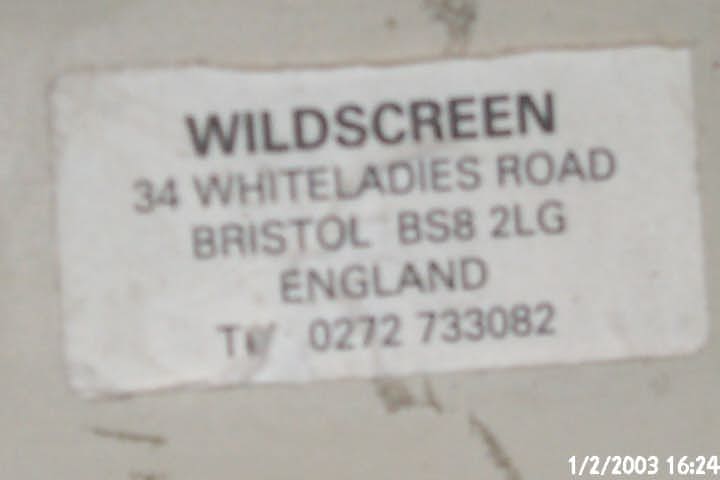 WILDSCREEN
34 WHITELADIES ROAD
BRISTOL BS8 2LG
ENGLAND
0272 733082
1/2/2003 16:24